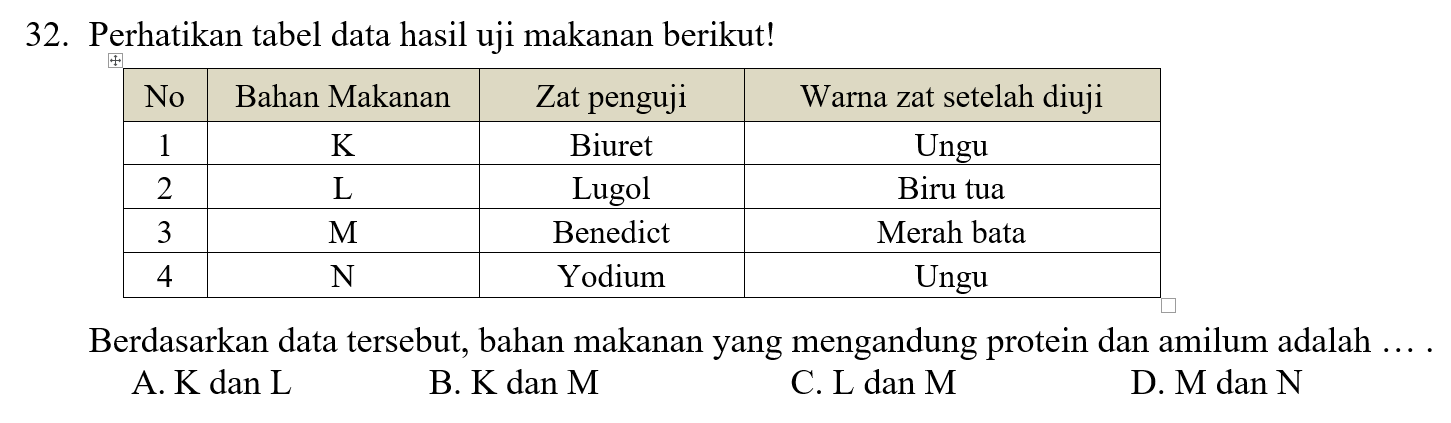 32. Perhatikan tabel data hasil uji makanan berikut!
No Bahan Makanan Zat penguji Warna zat setelah diuji
1 K Biuret Ungu
2 L Lugol Biru tua
3 M Benedict Merah bata
4 N Yodium Ungu
Berdasarkan data tersebut, bahan makanan yang mengandung protein dan amilum adalah … .
A. K dan L B. K dan M C. L dan M D. M dan N